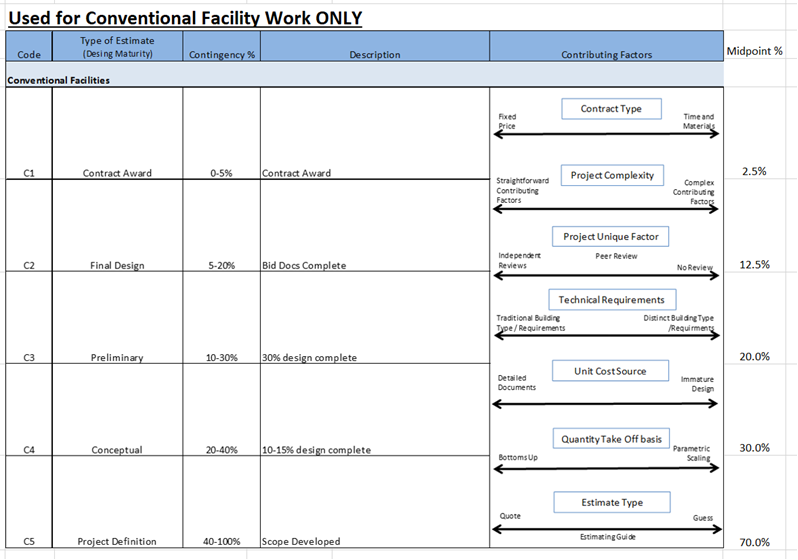 Used for Conventional Facility Work ONLY
Code
Type of Estimate
(Desing Maturity)
Contingency %
Description
Contributing Factors
Midpoint %
Conventional Facilities
Contract Type
Fixed
Price
Time and
Materials
C1
Contract Award
0-5%
Contract Award
2.5%
Project Complexity
Straightforward
Contributing
Factors
Complex
Contributing
Factors
Project Unique Factor
Independent
Reviews
Peer Review
No Review
C2
Final Design
5-20%
Bid Docs Complete
12.5%
Technical Requirements
Traditional Building
Type / Requirements
Distinct Building Type
/Requirments
C3
Preliminary
10-30%
30% design complete
20.0%
Unit Cost Source
Detailed
Documents
Immature
Design
Quantity Take Off basis
Bottoms Up
Parametric
Scaling
C4
Conceptual
20-40%
10-15% design complete
30.0%
Estimate Type
Quote
Guess
Estimating Guide
C5
Project Definition
40-100%
Scope Developed
70.0%